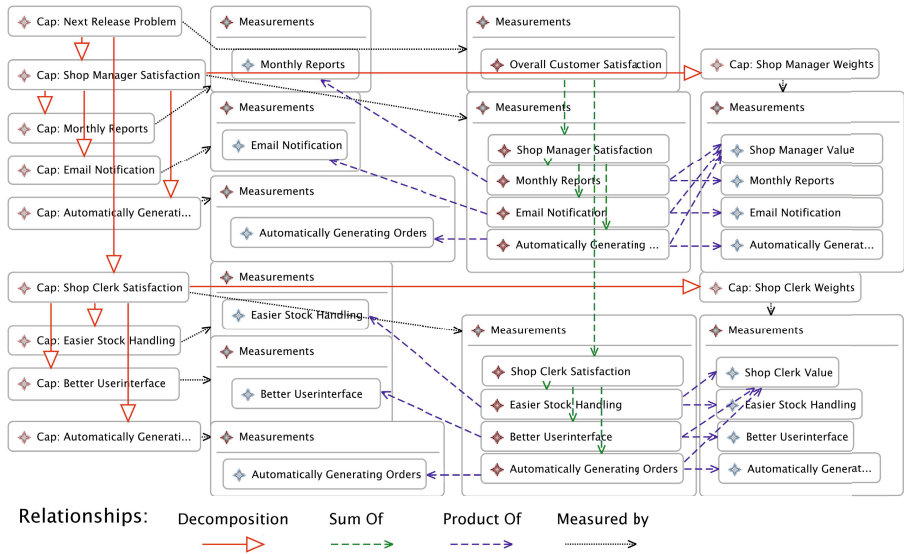 Cap: Next Release Problem
Measurements
Measurements
Monthly Reports
Overall Customer Satisfaction
Cap: Shop Manager Weights
Cap: Shop Manager Satisfaction
Measurements
Measurements
Measurements
Cap: Monthly Reports
Email Notification
Shop Manager Satisfaction
Shop Manager Value
Cap: Email Notification
Monthly Reports
Monthly Reports
Measurements
Cap: Automatically Generati...
Email Notification
Email Notification
Automatically Generating Orders
Automatically Generating ...
Automatically Generat...
Measurements
Cap: Shop Clerk Satisfaction
Cap: Shop Clerk Weights
Easier Stock Handling
Measurements
Measurements
Cap: Easier Stock Handling
Measurements
Shop Clerk Satisfaction
Shop Clerk Value
Cap: Better Userinterface
Better Userinterface
Easier Stock Handling
Easier Stock Handling
Cap: Automatically Generati...
Measurements
Better Userinterface
Better Userinterface
Automatically Generating Orders
Automatically Generating Orders
Automatically Generat...
Relationships:
Decomposition
Sum Of
Product Of
Measured by